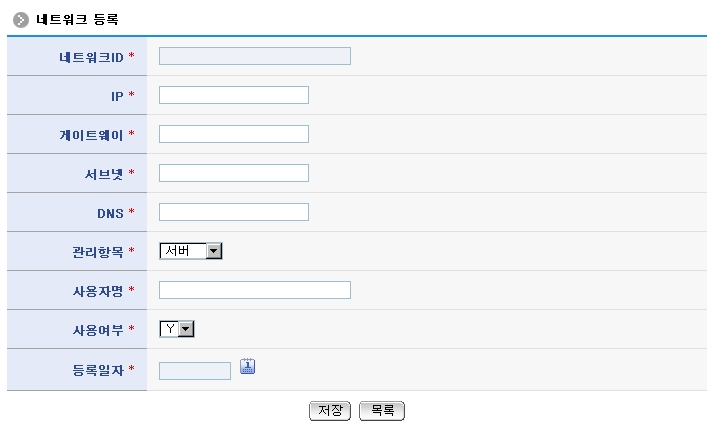 네트워크 등록
네트워크ID *
IP *
게이트웨이 *
서브넷 *
DNS *
관리항목 * 서버
사용자명 *
사용여부 * Y
등록일자 * 1
저장 목록